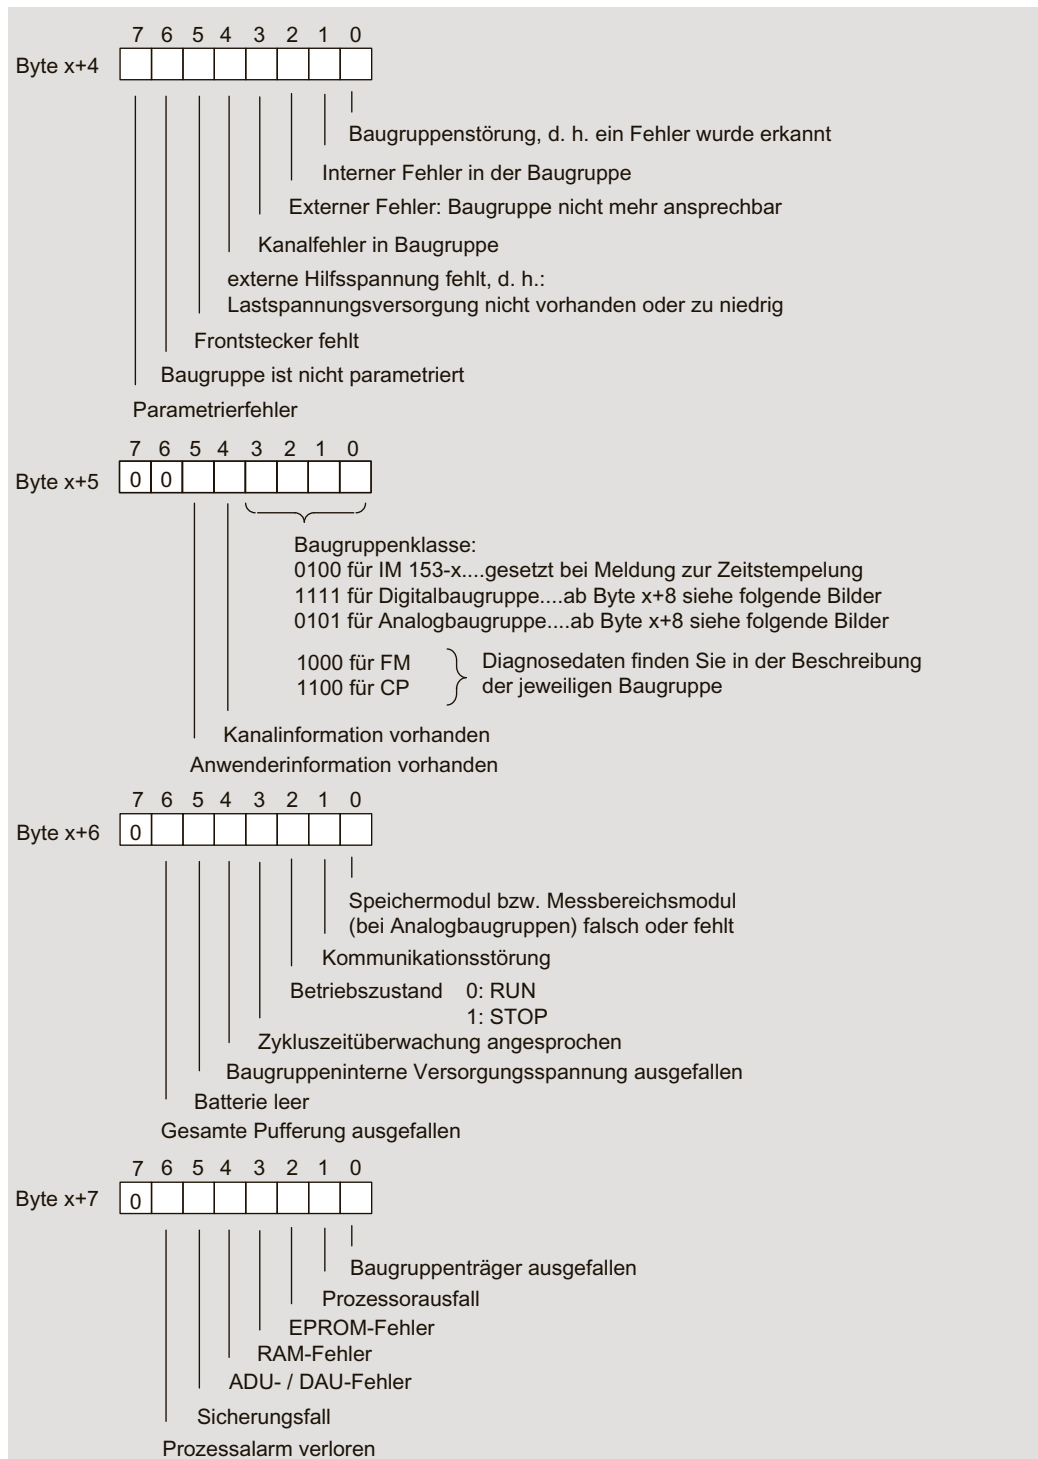 7 6 5 4 3 2 1 0
Byte x+4
Baugruppenstörung, d. h. ein Fehler wurde erkannt
Interner Fehler in der Baugruppe
Externer Fehler: Baugruppe nicht mehr ansprechbar
Kanalfehler in Baugruppe
externe Hilfsspannung fehlt, d. h.:
Lastspannungsversorgung nicht vorhanden oder zu niedrig
Frontstecker fehlt
Baugruppe ist nicht parametriert
Parametrierfehler
7 6 5 4 3 2 1 0
Byte x+5 0 0
Baugruppenklasse:
0100 für IM 153-x....gesetzt bei Meldung zur Zeitstempelung
1111 für Digitalbaugruppe....ab Byte x+8 siehe folgende Bilder
0101 für Analogbaugruppe....ab Byte x+8 siehe folgende Bilder
1000 für FM
1100 für CP
Diagnosedaten finden Sie in der Beschreibung
der jeweiligen Baugruppe
Kanalinformation vorhanden
Anwenderinformation vorhanden
7 6 5 4 3 2 1 0
Byte x+6 0
Speichermodul bzw. Messbereichsmodul
(bei Analogbaugruppen) falsch oder fehlt
Kommunikationsstörung
Betriebszustand 0: RUN
1: STOP
Zykluszeitüberwachung angesprochen
Baugruppeninterne Versorgungsspannung ausgefallen
Batterie leer
Gesamte Pufferung ausgefallen
7 6 5 4 3 2 1 0
Byte x+7 0
Baugruppenträger ausgefallen
Prozessorausfall
EPROM-Fehler
RAM-Fehler
ADU- / DAU-Fehler
Sicherungsfall
Prozessalarm verloren